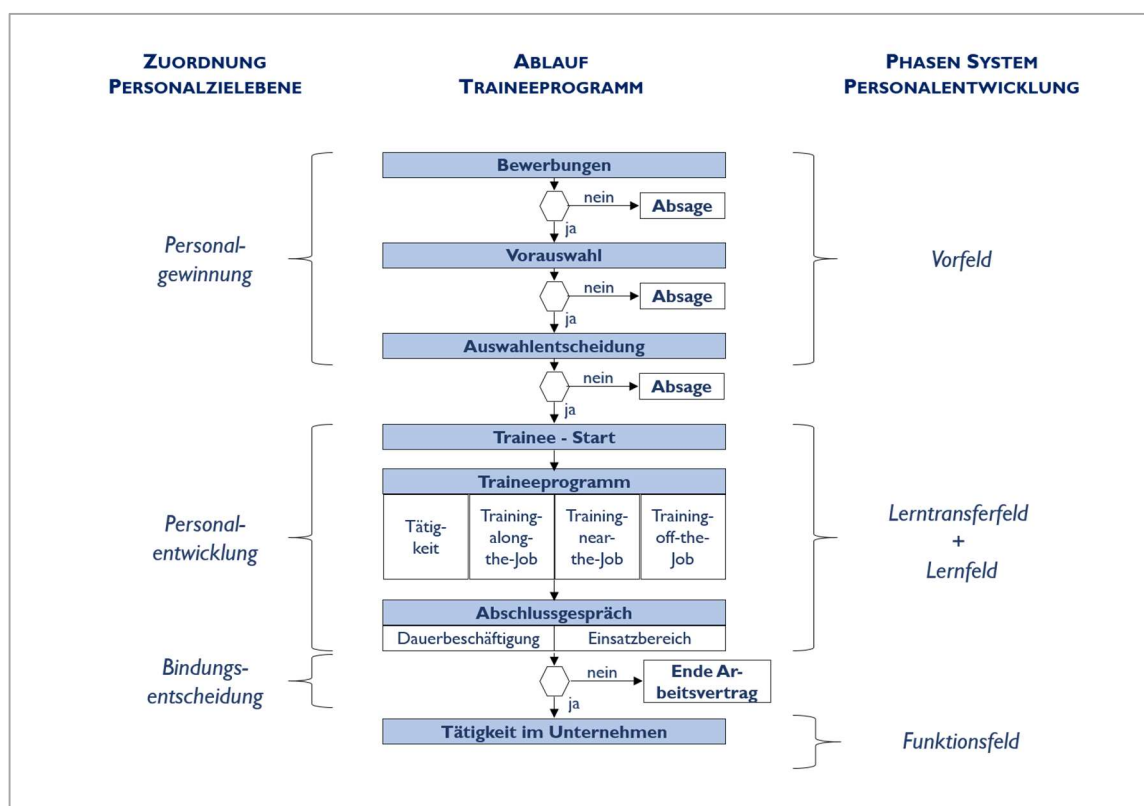 ZUORDNUNG
PERSONALZIELEBENE
ABLAUF
TRAINEEPROGRAMM
PHASEN SYSTEM
PERSONALENTWICKLUNG
Bewerbungen
nein
Absage
ja
Personal-
gewinnung
Vorauswahl
Vorfeld
nein
Absage
ja
Auswahlentscheidung
nein
Absage
ja
Trainee - Start
Traineeprogramm
Personal-
entwicklung
Tätig-
keit
Training-
along-
the-Job
Training-
near-
the-Job
Training-
off-the-
Job
Lerntransferfeld
+
Lernfeld
Abschlussgespräch
Dauerbeschäftigung
Einsatzbereich
Bindungs-
entscheidung
nein
Ende Ar-
beitsvertrag
ja
Tätigkeit im Unternehmen
Funktionsfeld